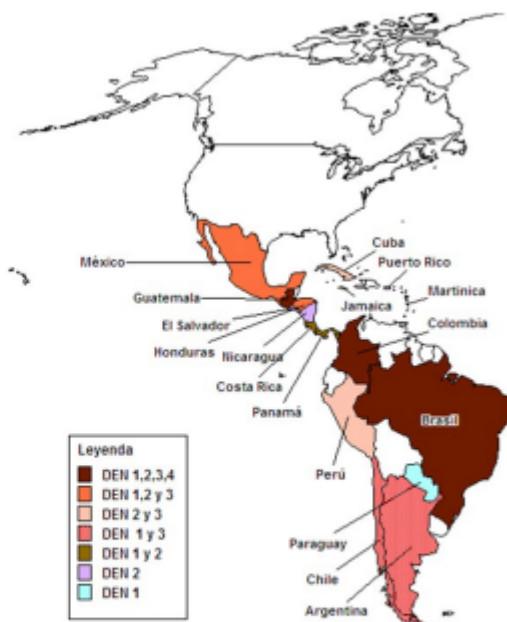 Cuba
México
Puerto Rico
Guatemala
Jamaica
Martinica
El Salvador
Colombia
Honduras
Nicaragua
Costa Rica
Panamá
Brasil
Leyenda
DEN 1,2,3,4
DEN 1,2 y 3
DEN 2 y 3
DEN 1 y 3
DEN 1 y 2
DEN 2
DEN 1
Perú
Paraguay
Chile
Argentina